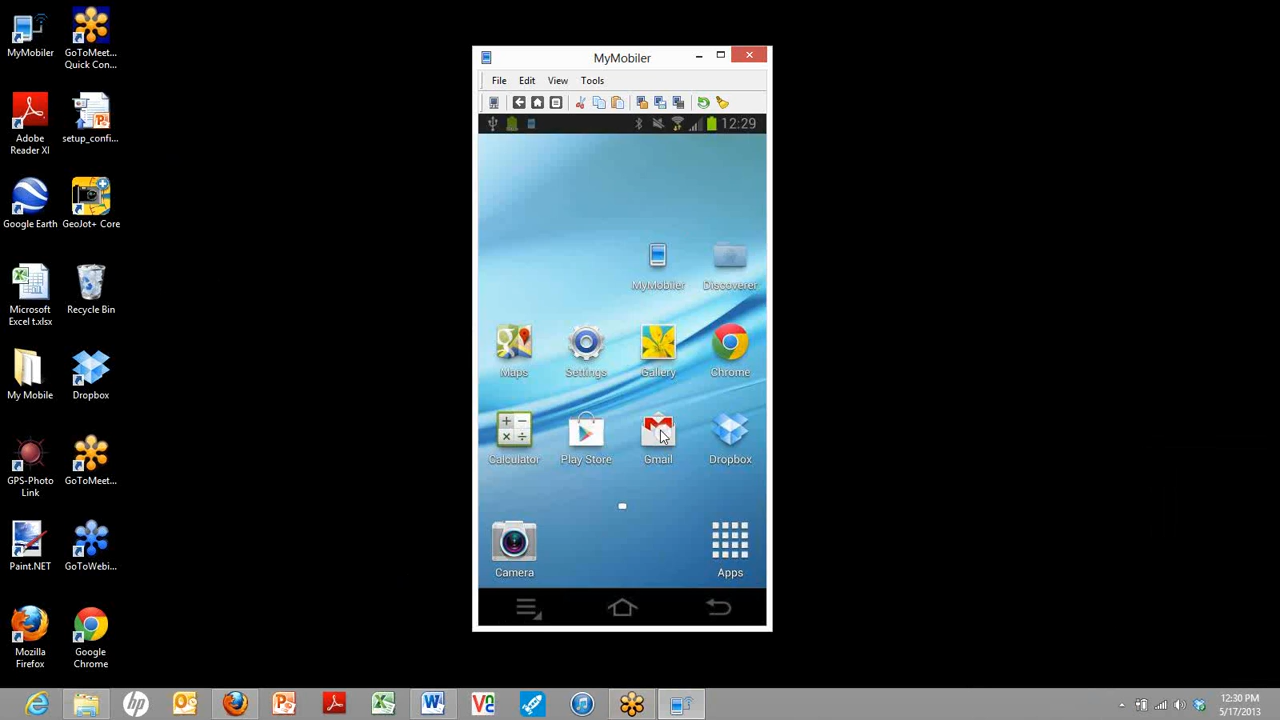 MyMobiler
GoToMeet...
Quick Con...
Adobe
Reader XI
setup_confi...
Google Earth
GeoJot+ Core
Microsoft
Excel t.xlsx
Recycle Bin
My Mobile
Dropbox
GPS-Photo
Link
GoToMeet...
Paint.NET
GoToWebi...
Mozilla
Firefox
Google
Chrome
MyMobiler
File Edit View Tools
12:29
MyMobiler Discoverer
Maps Settings Gallery Chrome
Calculator Play Store Gmail Dropbox
Camera Apps
12:30 PM
5/17/2013